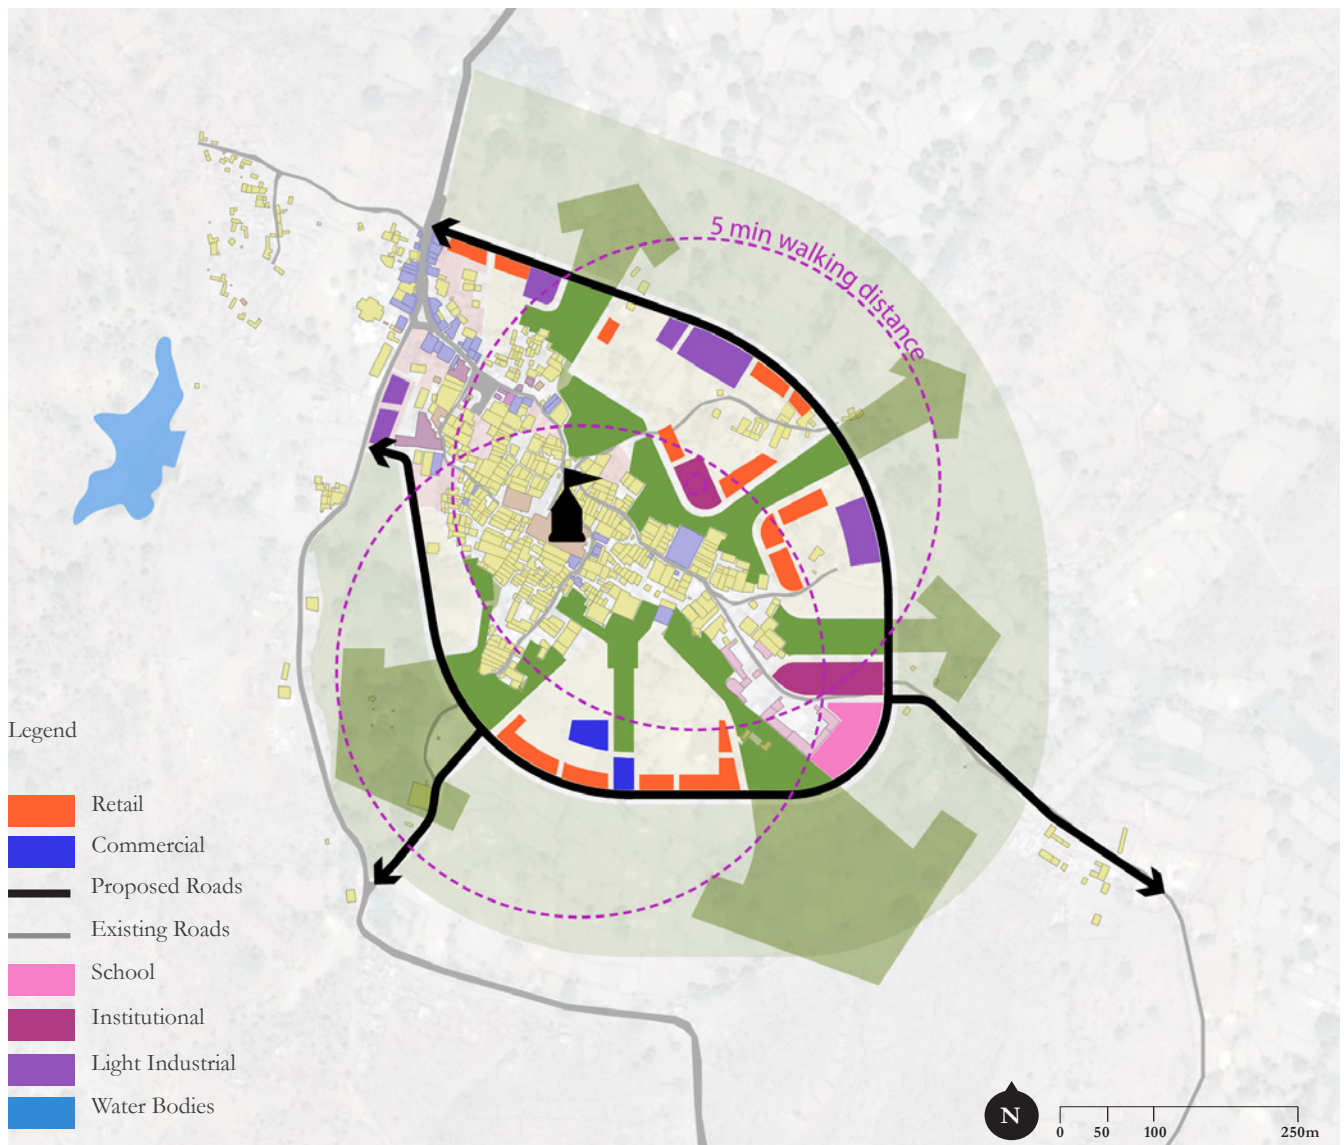 5 min walking distance
Legend
Retail
Commercial
Proposed Roads
Existing Roads
School
Institutional
Light Industrial
Water Bodies
N
0 50 100 250m